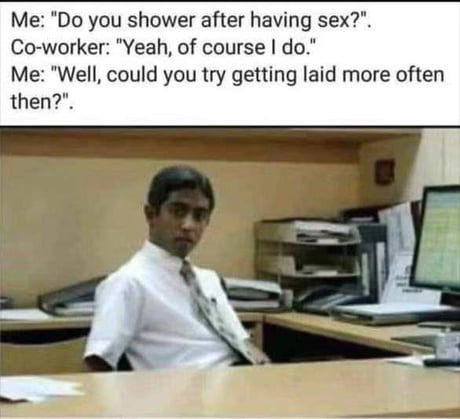 Me: "Do you shower after having sex?".
Co-worker: "Yeah, of course I do."
Me: "Well, could you try getting laid more often
then?".